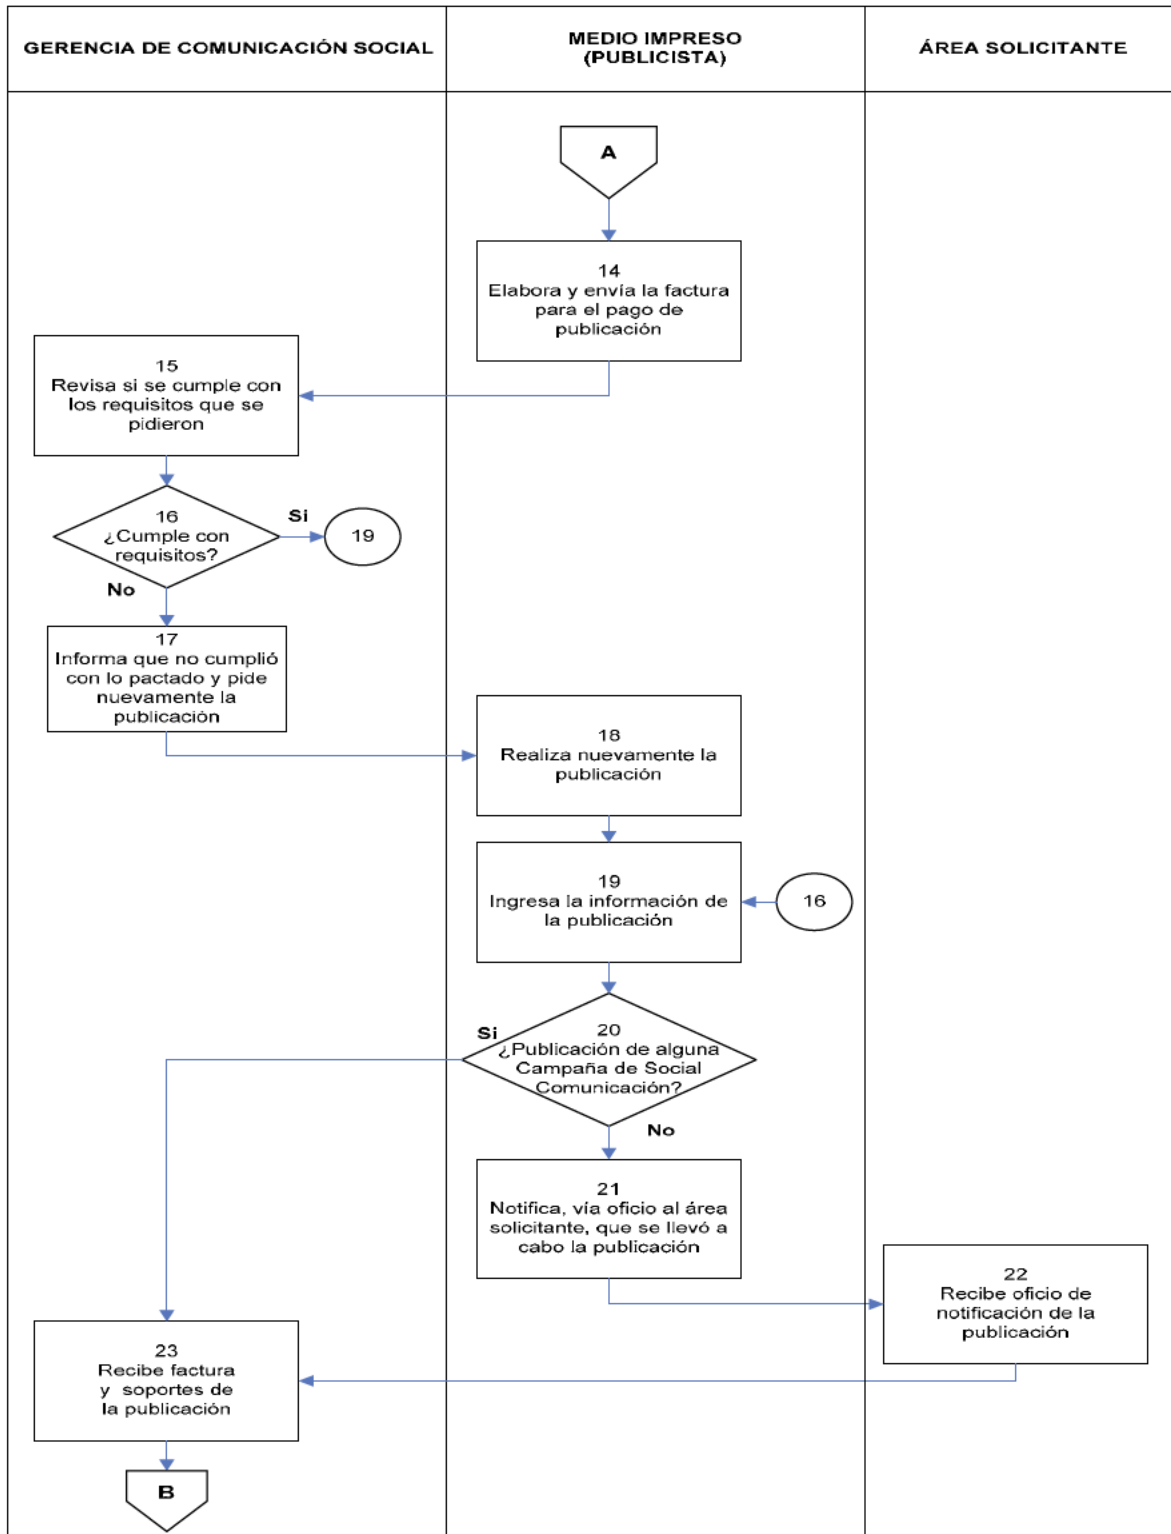 GERENCIA DE COMUNICACIÓN SOCIAL
MEDIO IMPRESO
(PUBLICISTA)
ÁREA SOLICITANTE
A
14
Elabora y envía la factura
para el pago de
publicación
15
Revisa si se cumple con
los requisitos que se
pidieron
16
¿Cumple con
requisitos?
Si
19
No
17
Informa que no cumplió
con lo pactado y pide
nuevamente la
publicación
18
Realiza nuevamente la
publicación
19
Ingresa la información de
la publicación
16
20
¿Publicación de alguna
Campaña de Social
Comunicación?
Si
No
21
Notifica, vía oficio al área
solicitante, que se llevó a
cabo la publicación
22
Recibe oficio de
notificación de la
publicación
23
Recibe factura
y soportes de
la publicación
B